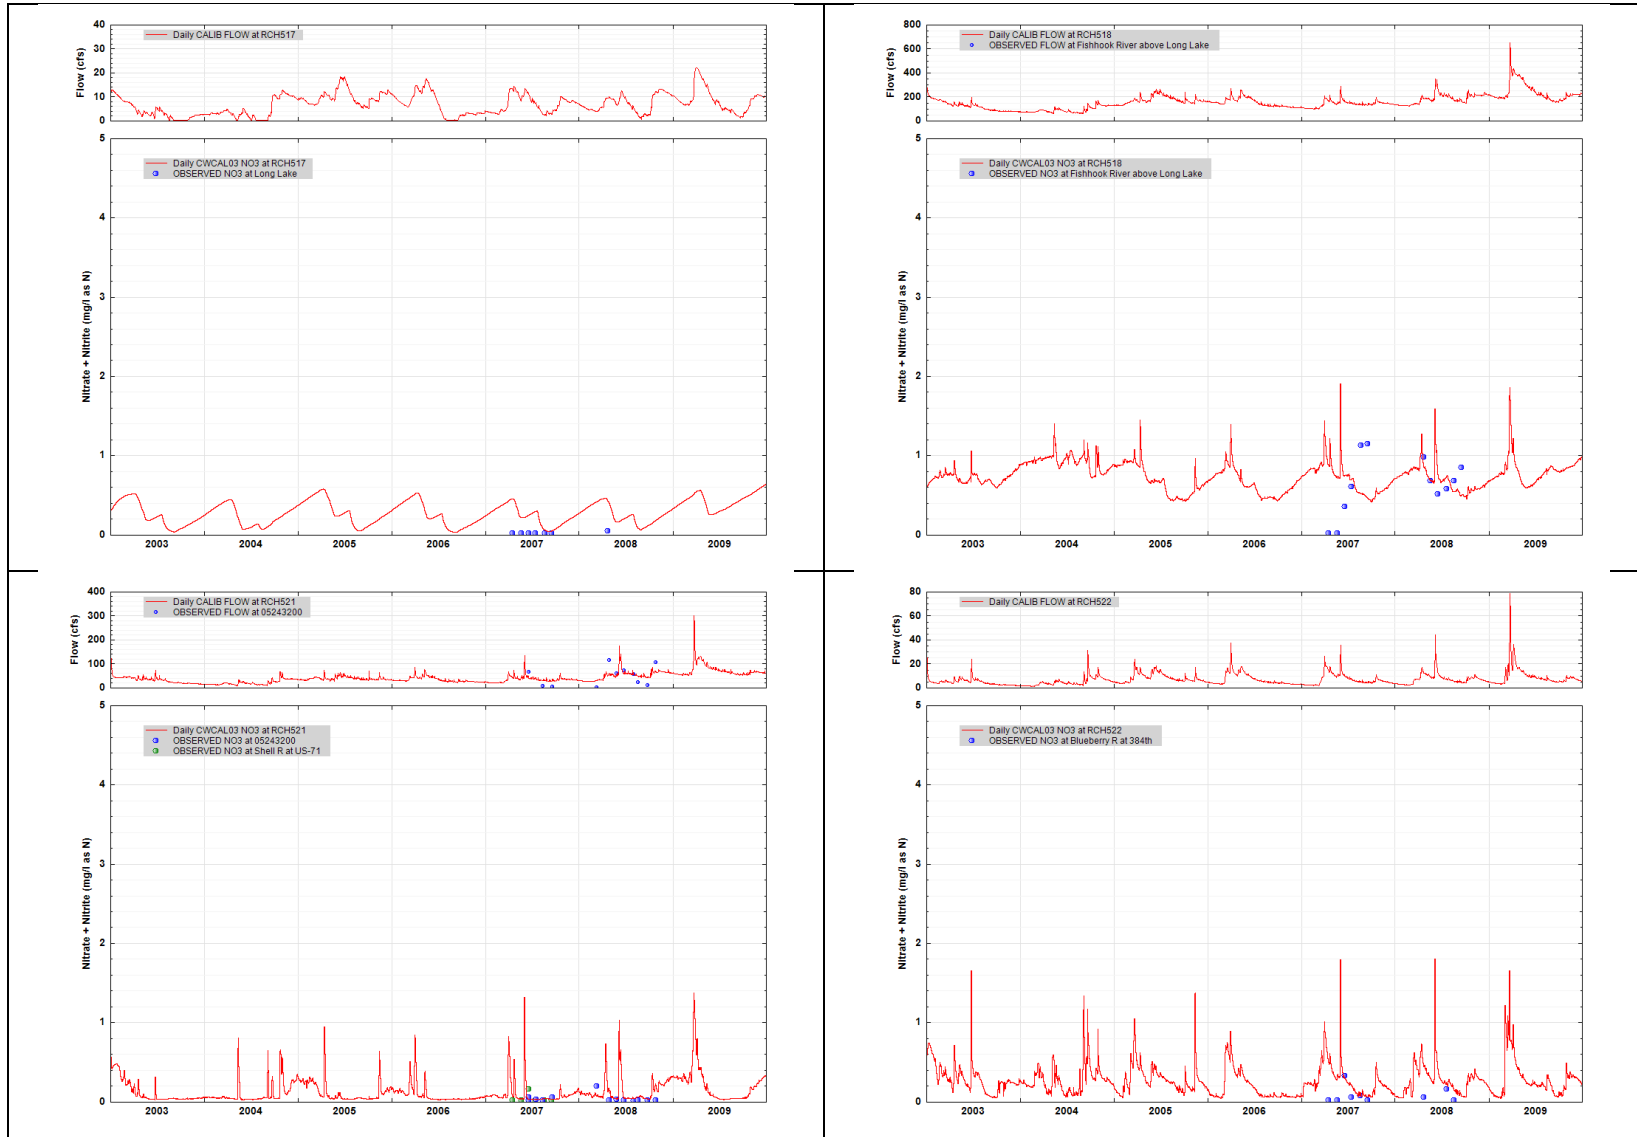 Flow (cfs)
40
30
20
10
0
Daily CALIB FLOW at RCH517
Nitrate + Nitrite (mg/l as N)
5
4
3
2
1
0
Daily CWCAL03 NO3 at RCH517
OBSERVED NO3 at Long Lake
2003 2004 2005 2006 2007 2008 2009
Flow (cfs)
800
600
400
200
0
Daily CALIB FLOW at RCH518
OBSERVED FLOW at Fishhook River above Long Lake
Nitrate + Nitrite (mg/l as N)
5
4
3
2
1
0
Daily CWCAL03 NO3 at RCH518
OBSERVED NO3 at Fishhook River above Long Lake
2003 2004 2005 2006 2007 2008 2009
Flow (cfs)
400
300
200
100
0
Daily CALIB FLOW at RCH521
OBSERVED FLOW at 05243200
Nitrate + Nitrite (mg/l as N)
5
4
3
2
1
0
Daily CWCAL03 NO3 at RCH521
OBSERVED NO3 at 05243200
OBSERVED NO3 at Shell R at US-71
2003 2004 2005 2006 2007 2008 2009
Flow (cfs)
80
60
40
20
0
Daily CALIB FLOW at RCH522
Nitrate + Nitrite (mg/l as N)
5
4
3
2
1
0
Daily CWCAL03 NO3 at RCH522
OBSERVED NO3 at Blueberry R at 384th
2003 2004 2005 2006 2007 2008 2009